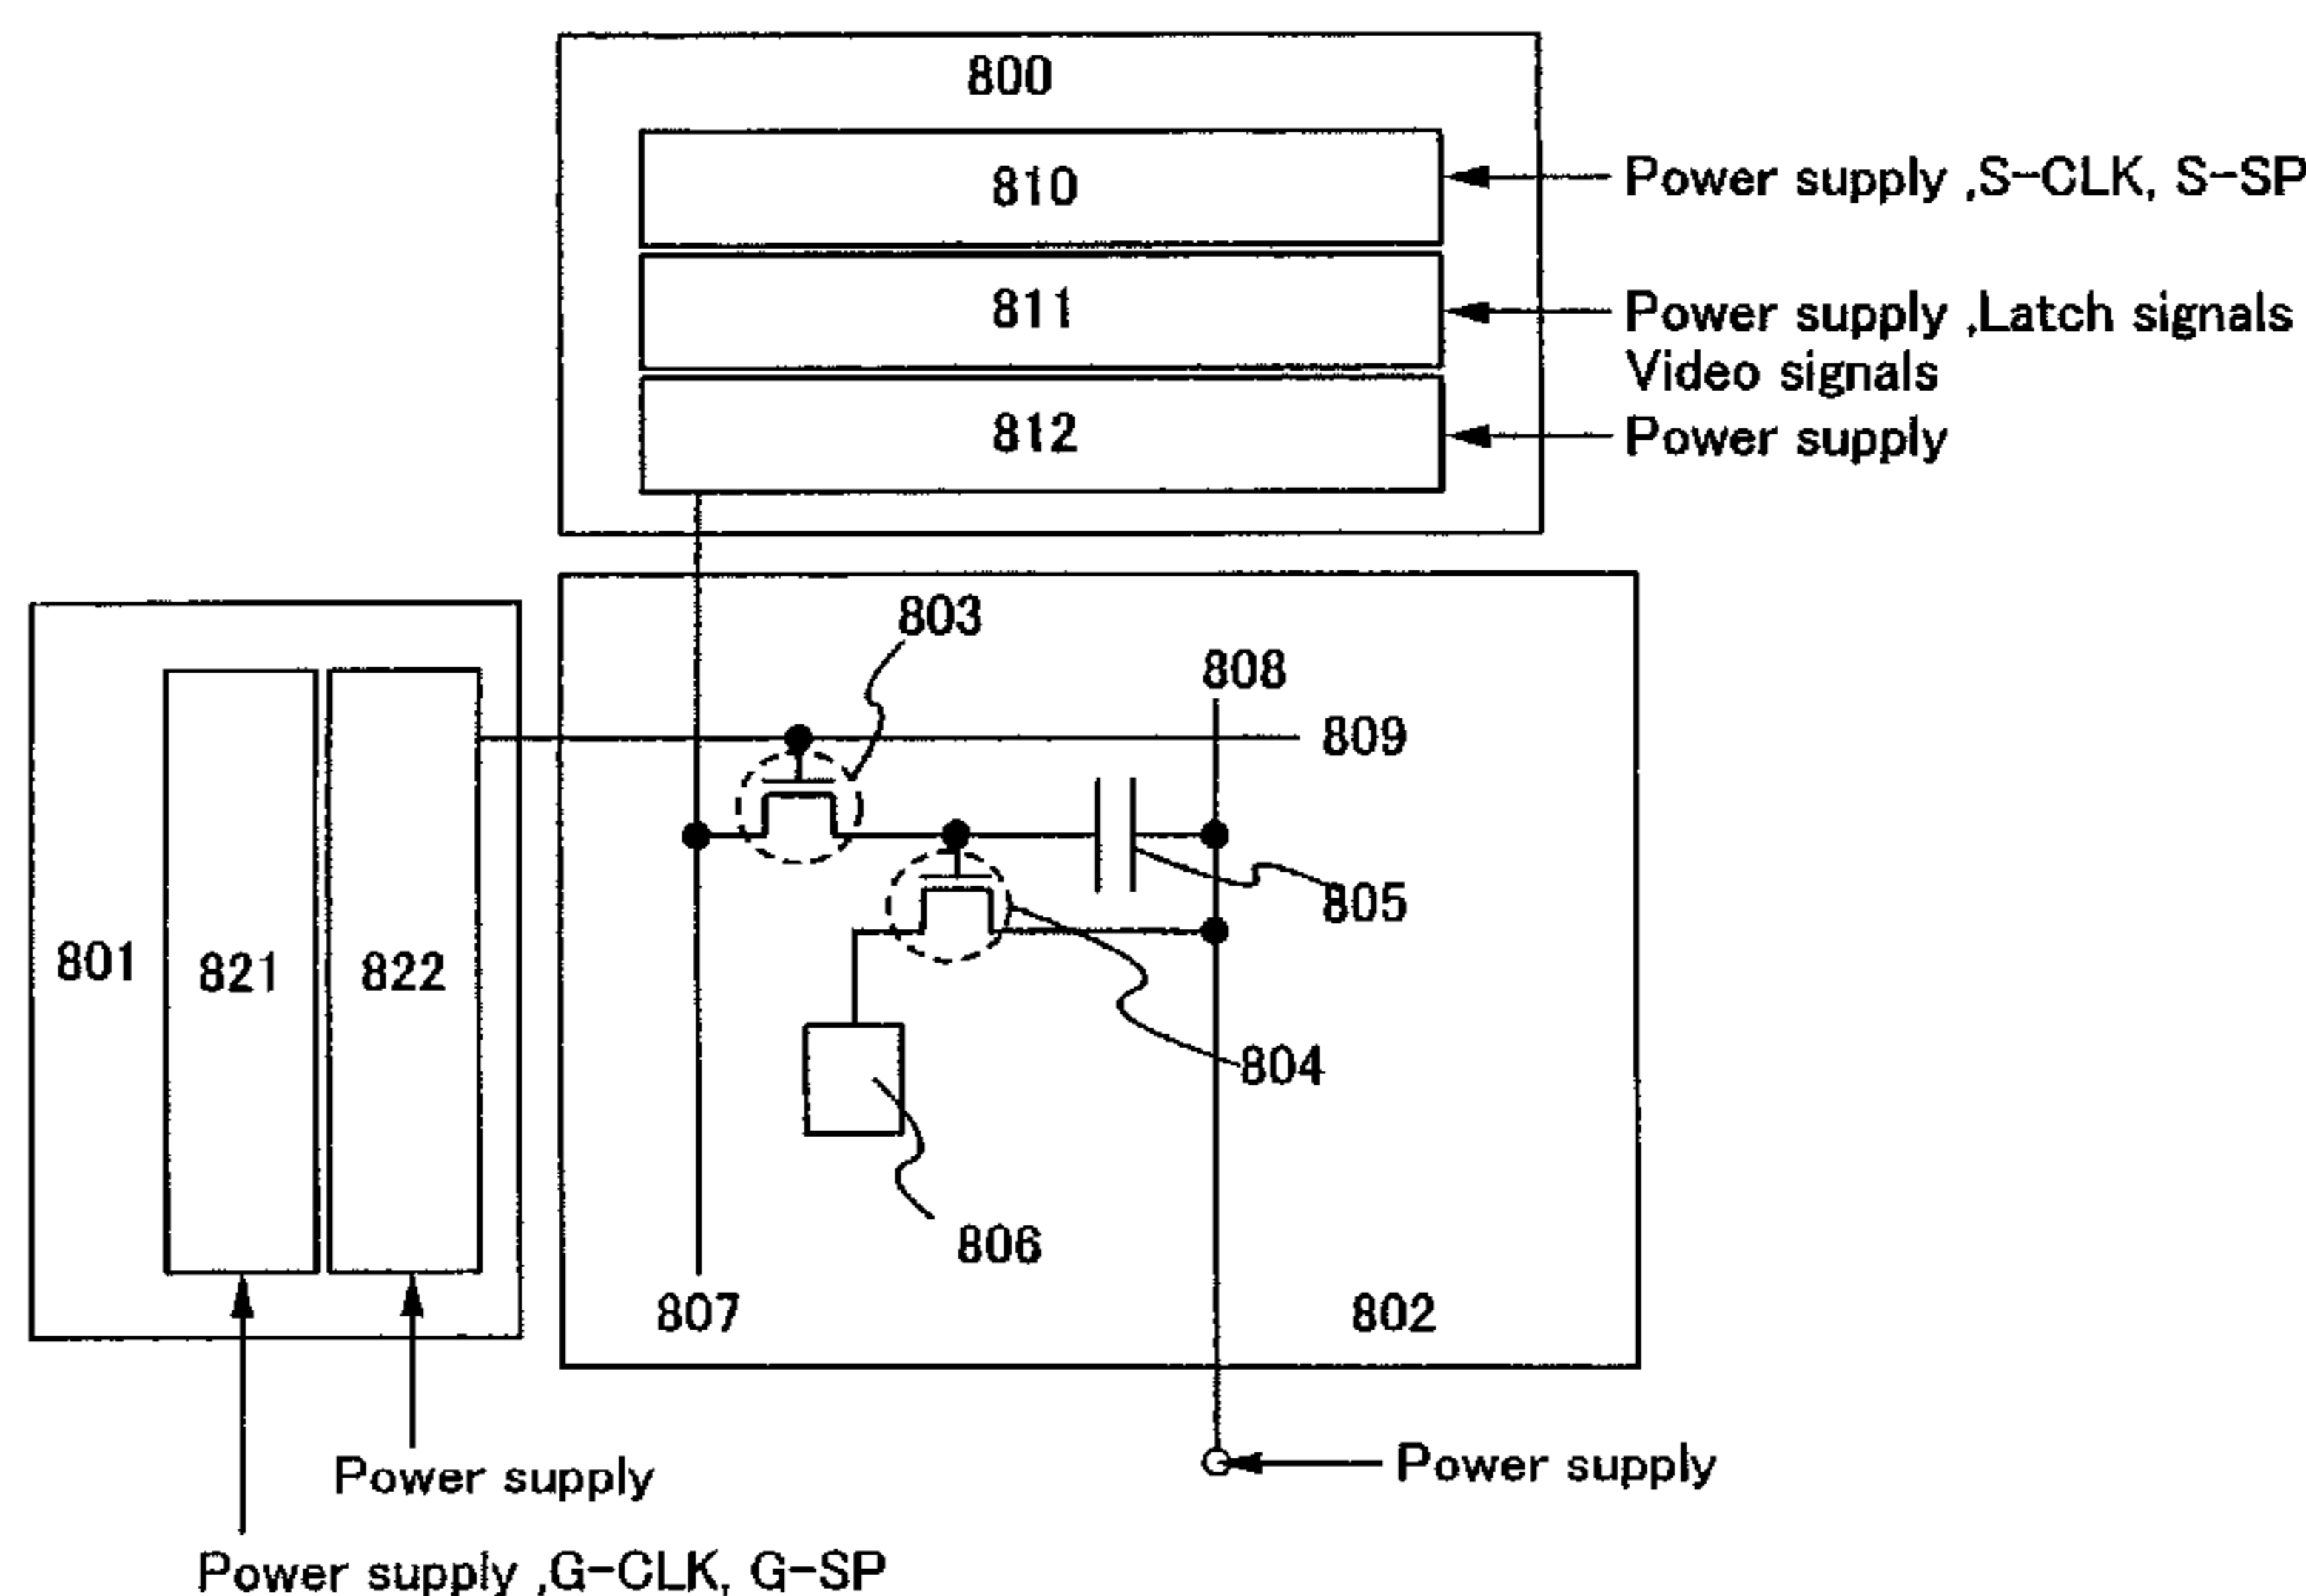 800
810
Power supply ,S-CLK, S-SP
811
Power supply ,Latch signals
Video signals
812
Power supply
803
808
809
805
801
821
822
804
806
807
802
Power supply
Power supply
Power supply ,G-CLK, G-SP